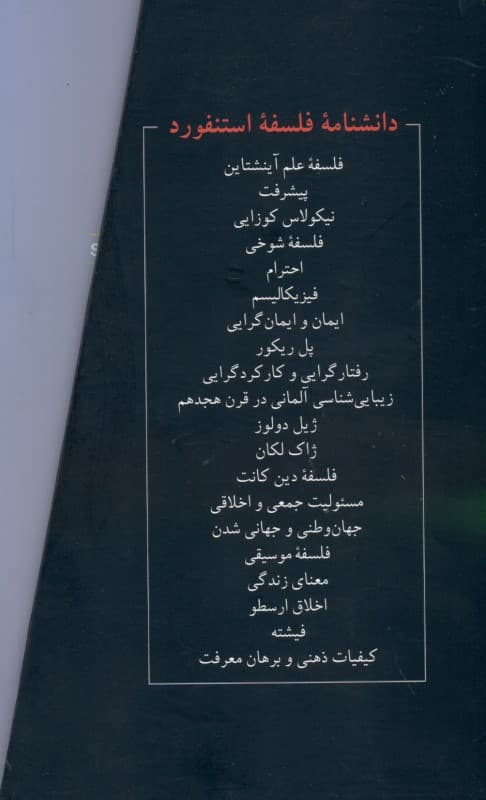 دانشنامهٔ فلسفهٔ استنفورد
فلسفهٔ علم آینشتاین
پیشرفت
نیکولاس کوزایی
فلسفهٔ شوخی
احترام
فیزیکالیسم
ایمان و ایمان‌گرایی
پل ریکور
رفتارگرایی و کارکردگرایی
زیبایی‌شناسی آلمانی در قرن هجدهم
ژیل دولوز
ژاک لکان
فلسفهٔ دین کانت
مسئولیت جمعی و اخلاقی
جهان‌وطنی و جهانی شدن
فلسفهٔ موسیقی
معنای زندگی
اخلاق ارسطو
فیشته
کیفیات ذهنی و برهان معرفت